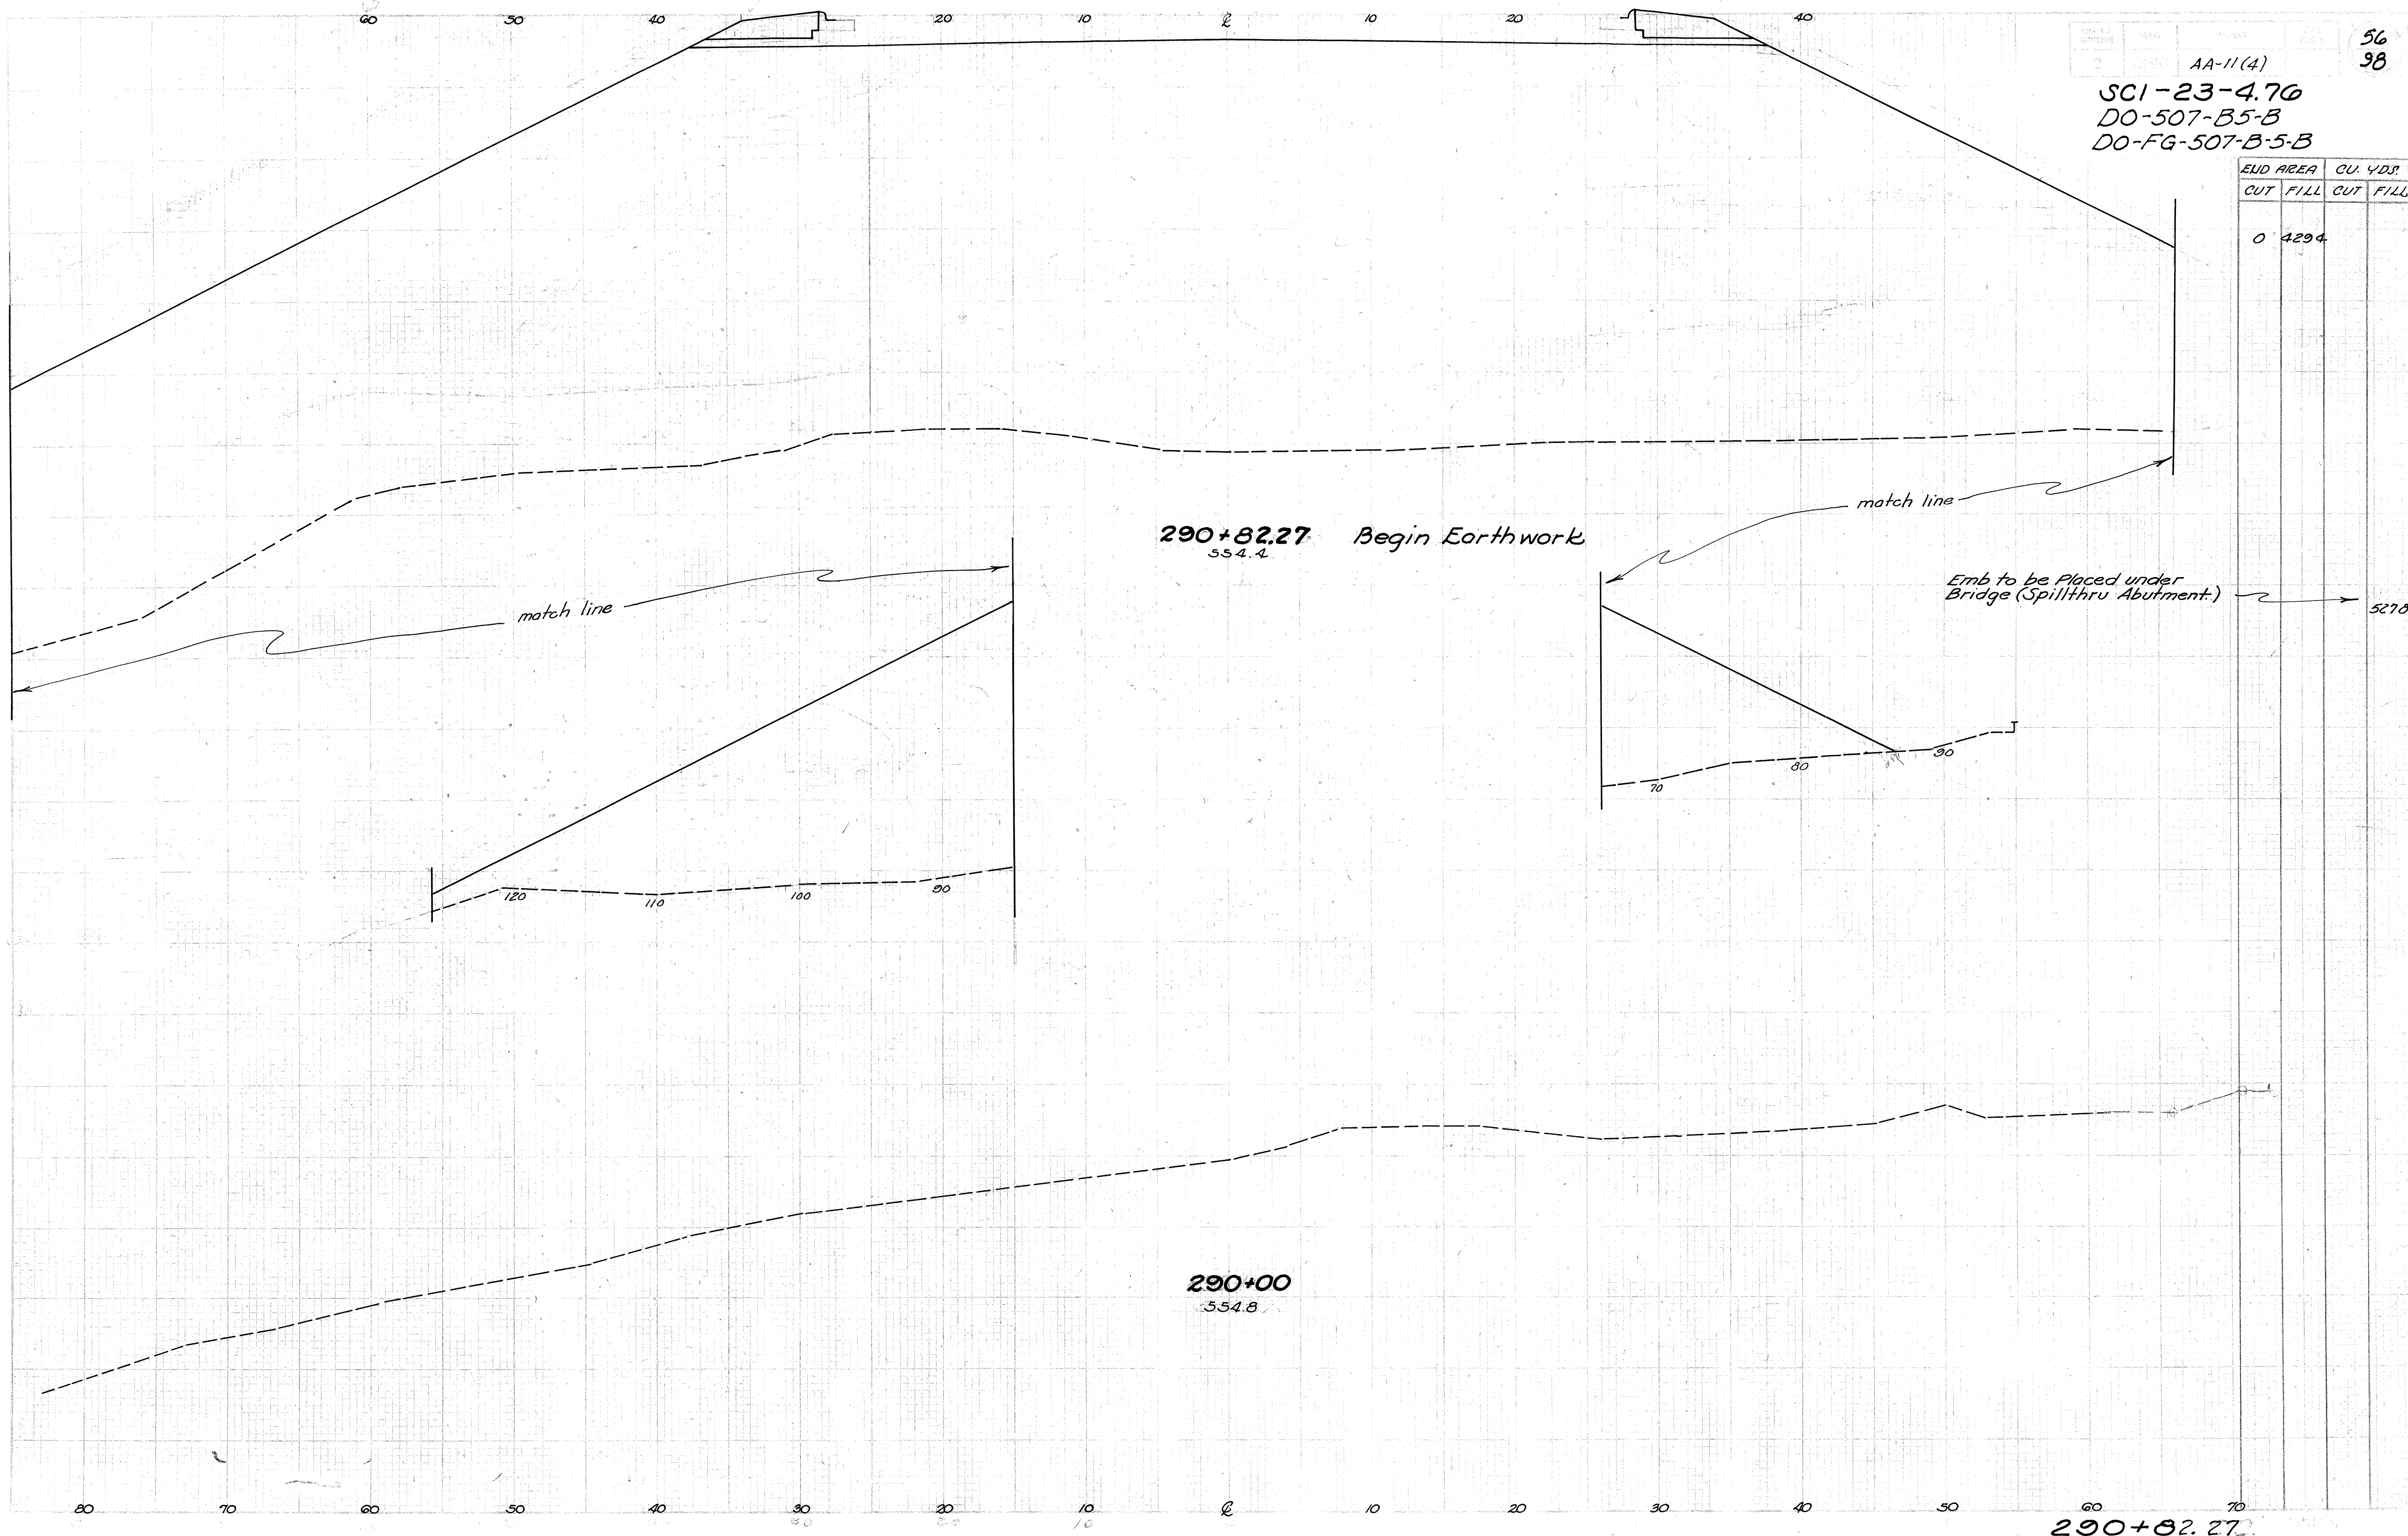 60 50 40 20 10 ℄ 10 20 40
56
98
AA-11(4)
SCI-23-4.76
DO-507-B5-B
DO-FG-507-B-5-B
END AREA CU. YDS.
CUT FILL CUT FILL
0 4294
match line
290+82.27 Begin Earthwork
554.4
Emb to be Placed under
Bridge (Spillthru Abutment)
5278
match line
70 80 90
120 110 100 90
290+00
554.8
80 70 60 50 40 30 20 10 ℄ 10 20 30 40 50 60 70
290+82.27